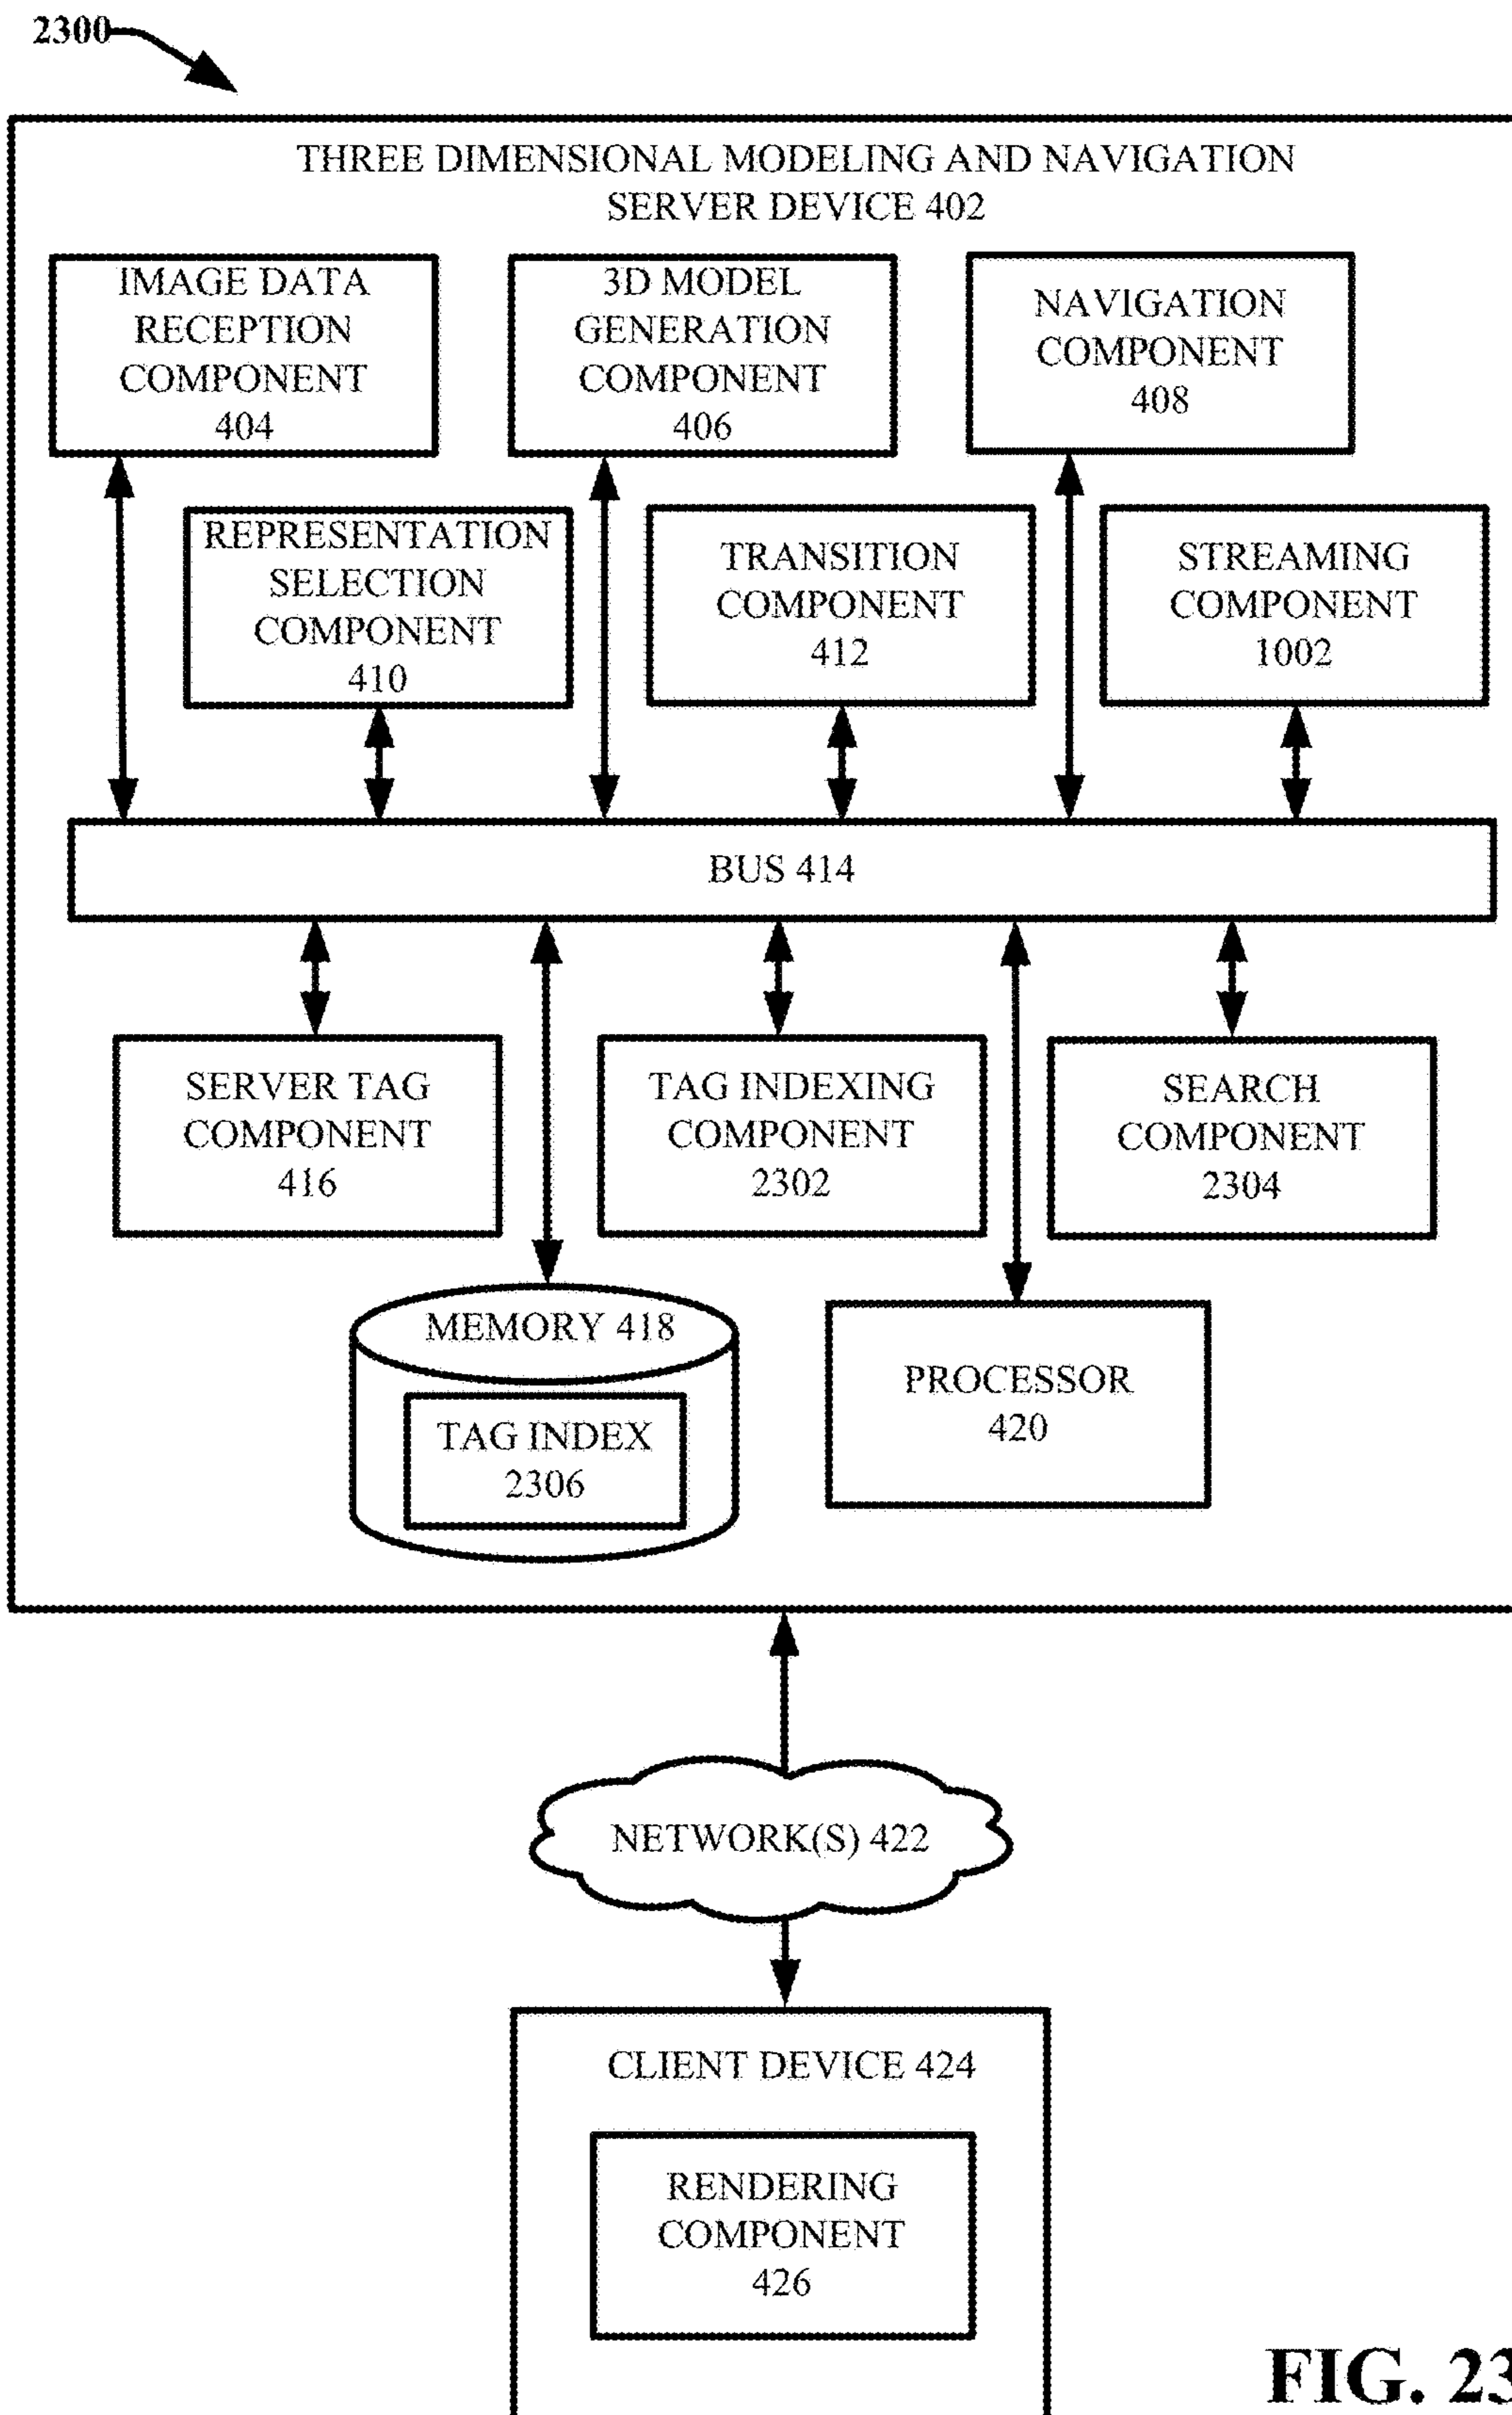 2300
THREE DIMENSIONAL MODELING AND NAVIGATION
SERVER DEVICE 402
IMAGE DATA
RECEPTION
COMPONENT
404
3D MODEL
GENERATION
COMPONENT
406
NAVIGATION
COMPONENT
408
REPRESENTATION
SELECTION
COMPONENT
410
TRANSITION
COMPONENT
412
STREAMING
COMPONENT
1002
BUS 414
SERVER TAG
COMPONENT
416
TAG INDEXING
COMPONENT
2302
SEARCH
COMPONENT
2304
MEMORY 418
TAG INDEX
2306
PROCESSOR
420
NETWORK(S) 422
CLIENT DEVICE 424
RENDERING
COMPONENT
426
FIG. 23